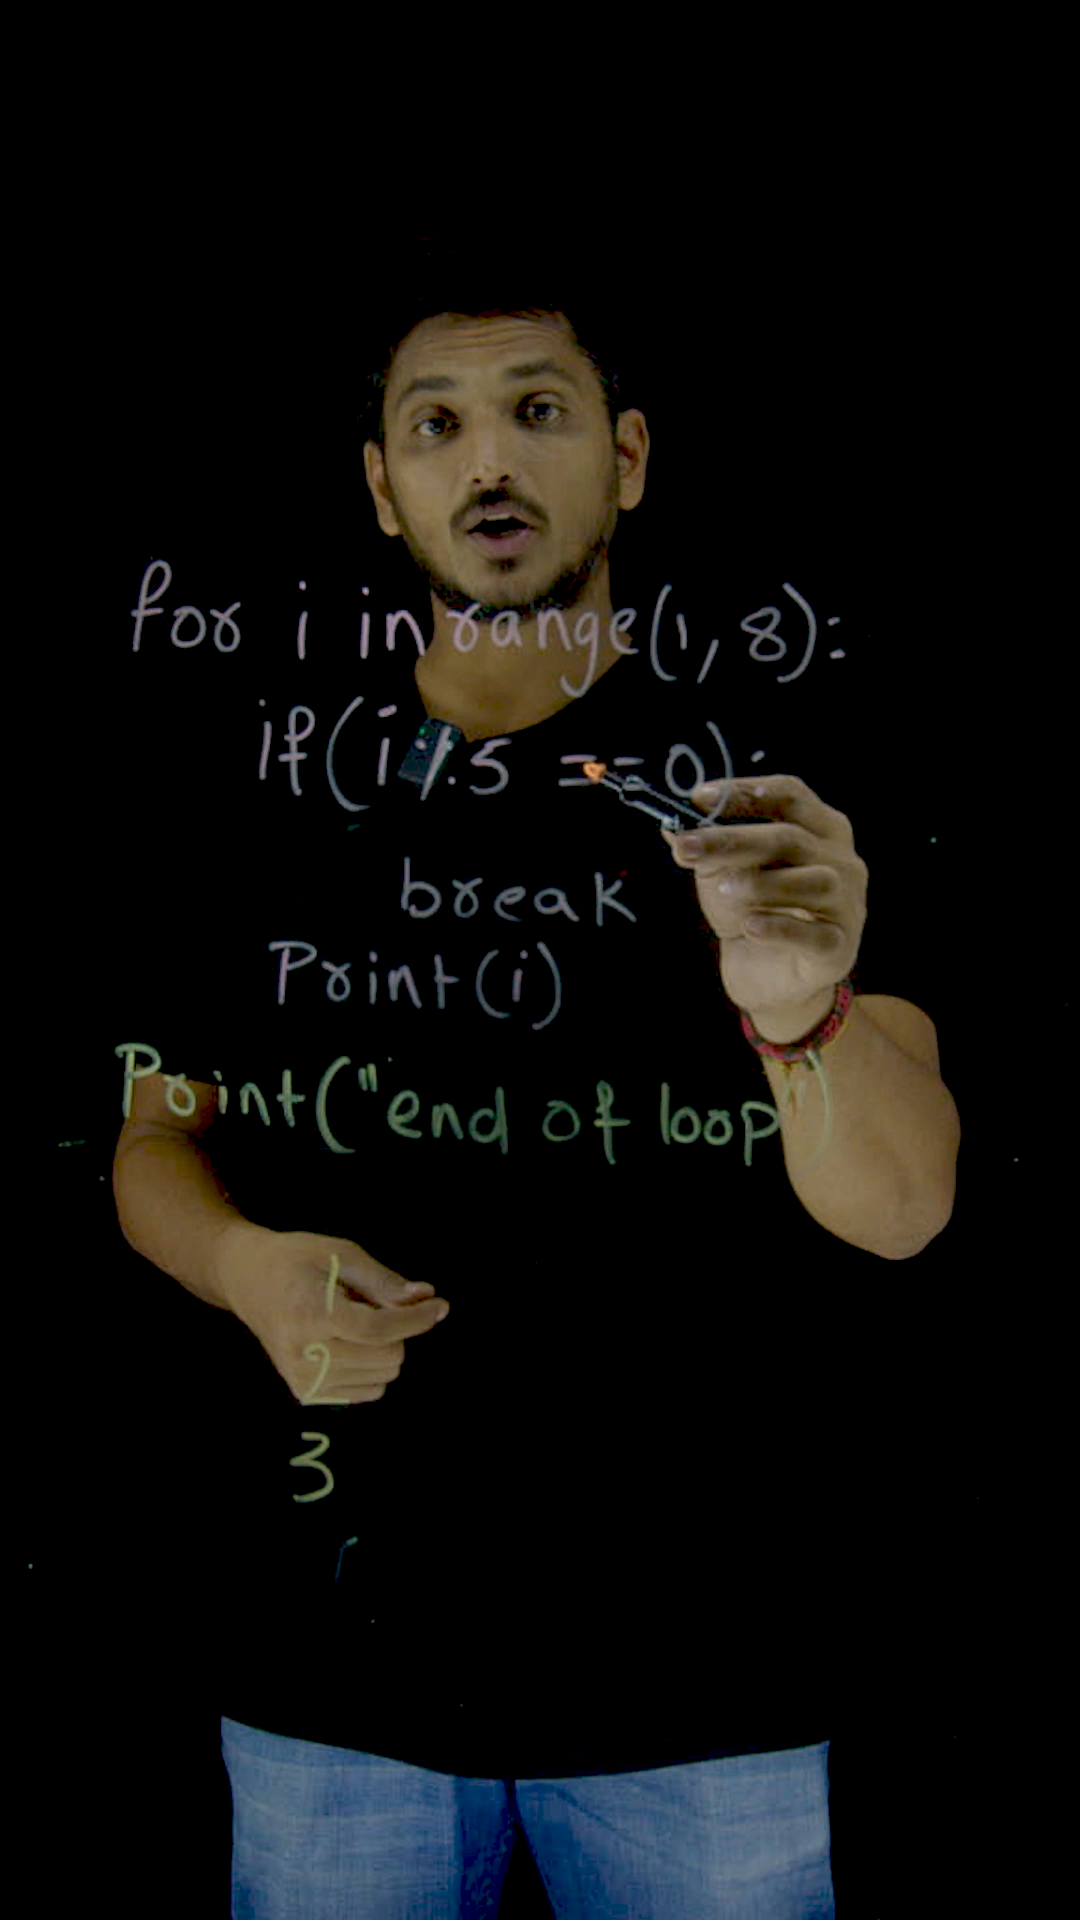 for i in range(1, 8):
if(i % 5 == 0):
break
Print(i)
Print("end of loop")
1
2
3